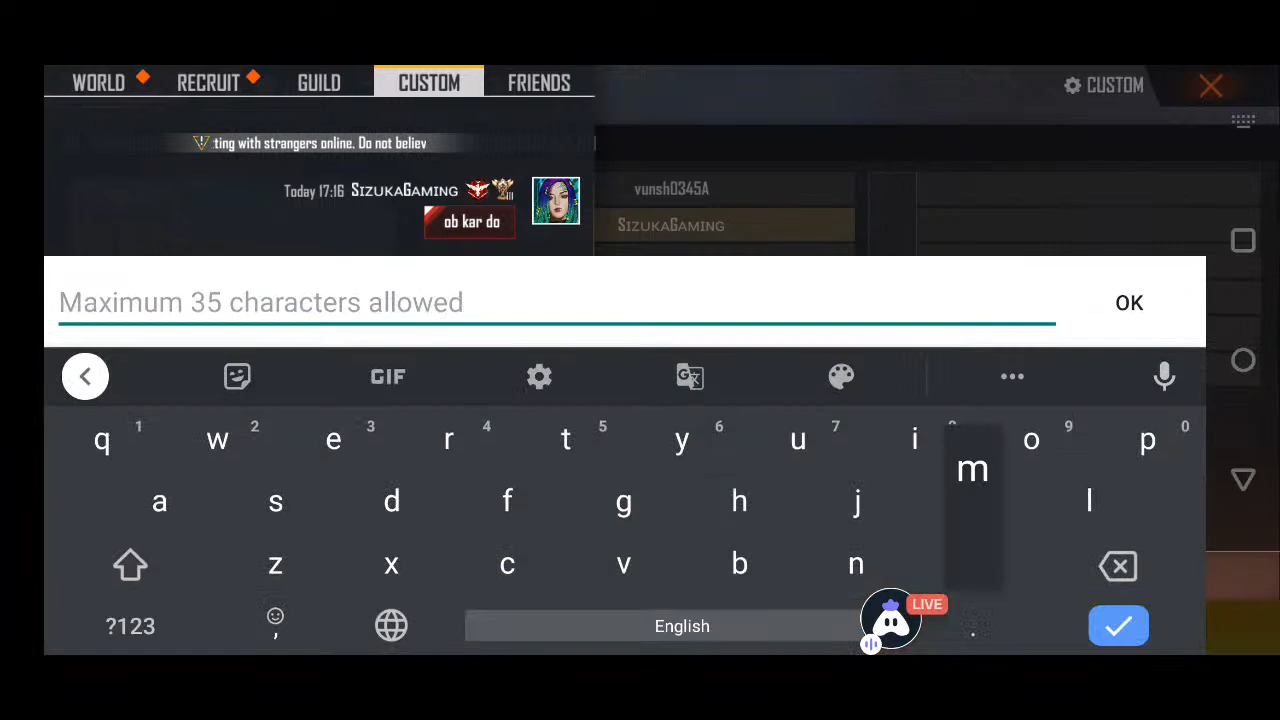 WORLD RECRUIT GUILD CUSTOM FRIENDS
CUSTOM
ting with strangers online. Do not believ
Today 17:16 SIZUKAGAMING III
ob kar do
vunsh0345A
SIZUKAGAMING
Maximum 35 characters allowed
OK
GIF
q 1 w 2 e 3 r 4 t 5 y 6 u 7 i o 9 p 0
m
a s d f g h j l
z x c v b n
?123 , English .
LIVE